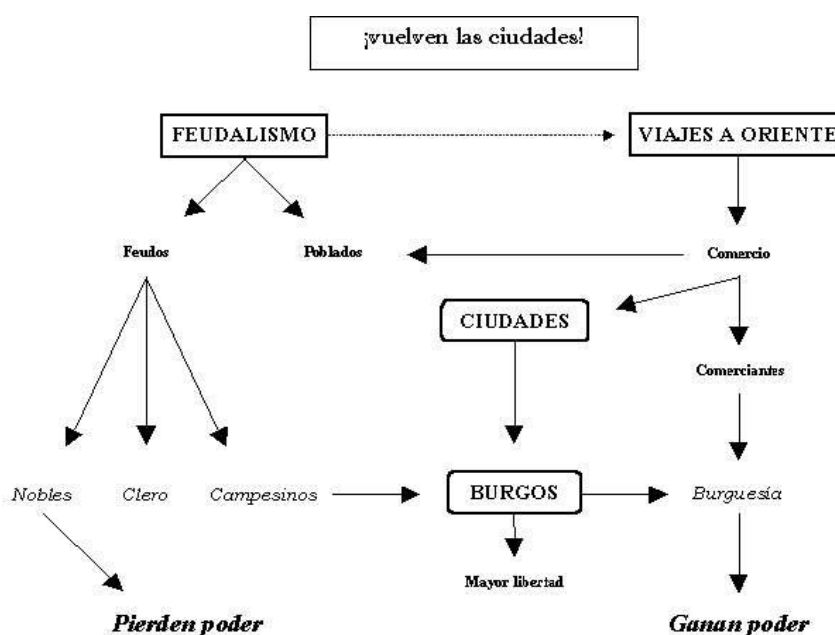 ¡vuelven las ciudades!
FEUDALISMO
VIAJES A ORIENTE
Feudos
Poblados
Comercio
CIUDADES
Comerciantes
Nobles
Clero
Campesinos
BURGOS
Burguesía
Mayor libertad
Pierden poder
Ganan poder